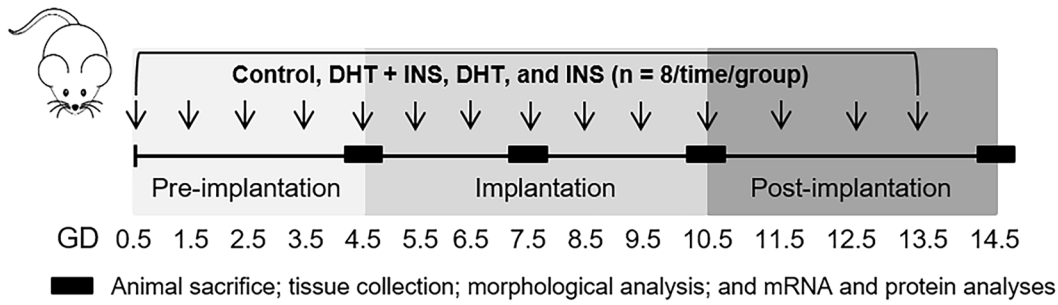 Control, DHT + INS, DHT, and INS (n = 8/time/group)
Pre-implantation Implantation Post-implantation
GD 0.5 1.5 2.5 3.5 4.5 5.5 6.5 7.5 8.5 9.5 10.5 11.5 12.5 13.5 14.5
Animal sacrifice; tissue collection; morphological analysis; and mRNA and protein analyses